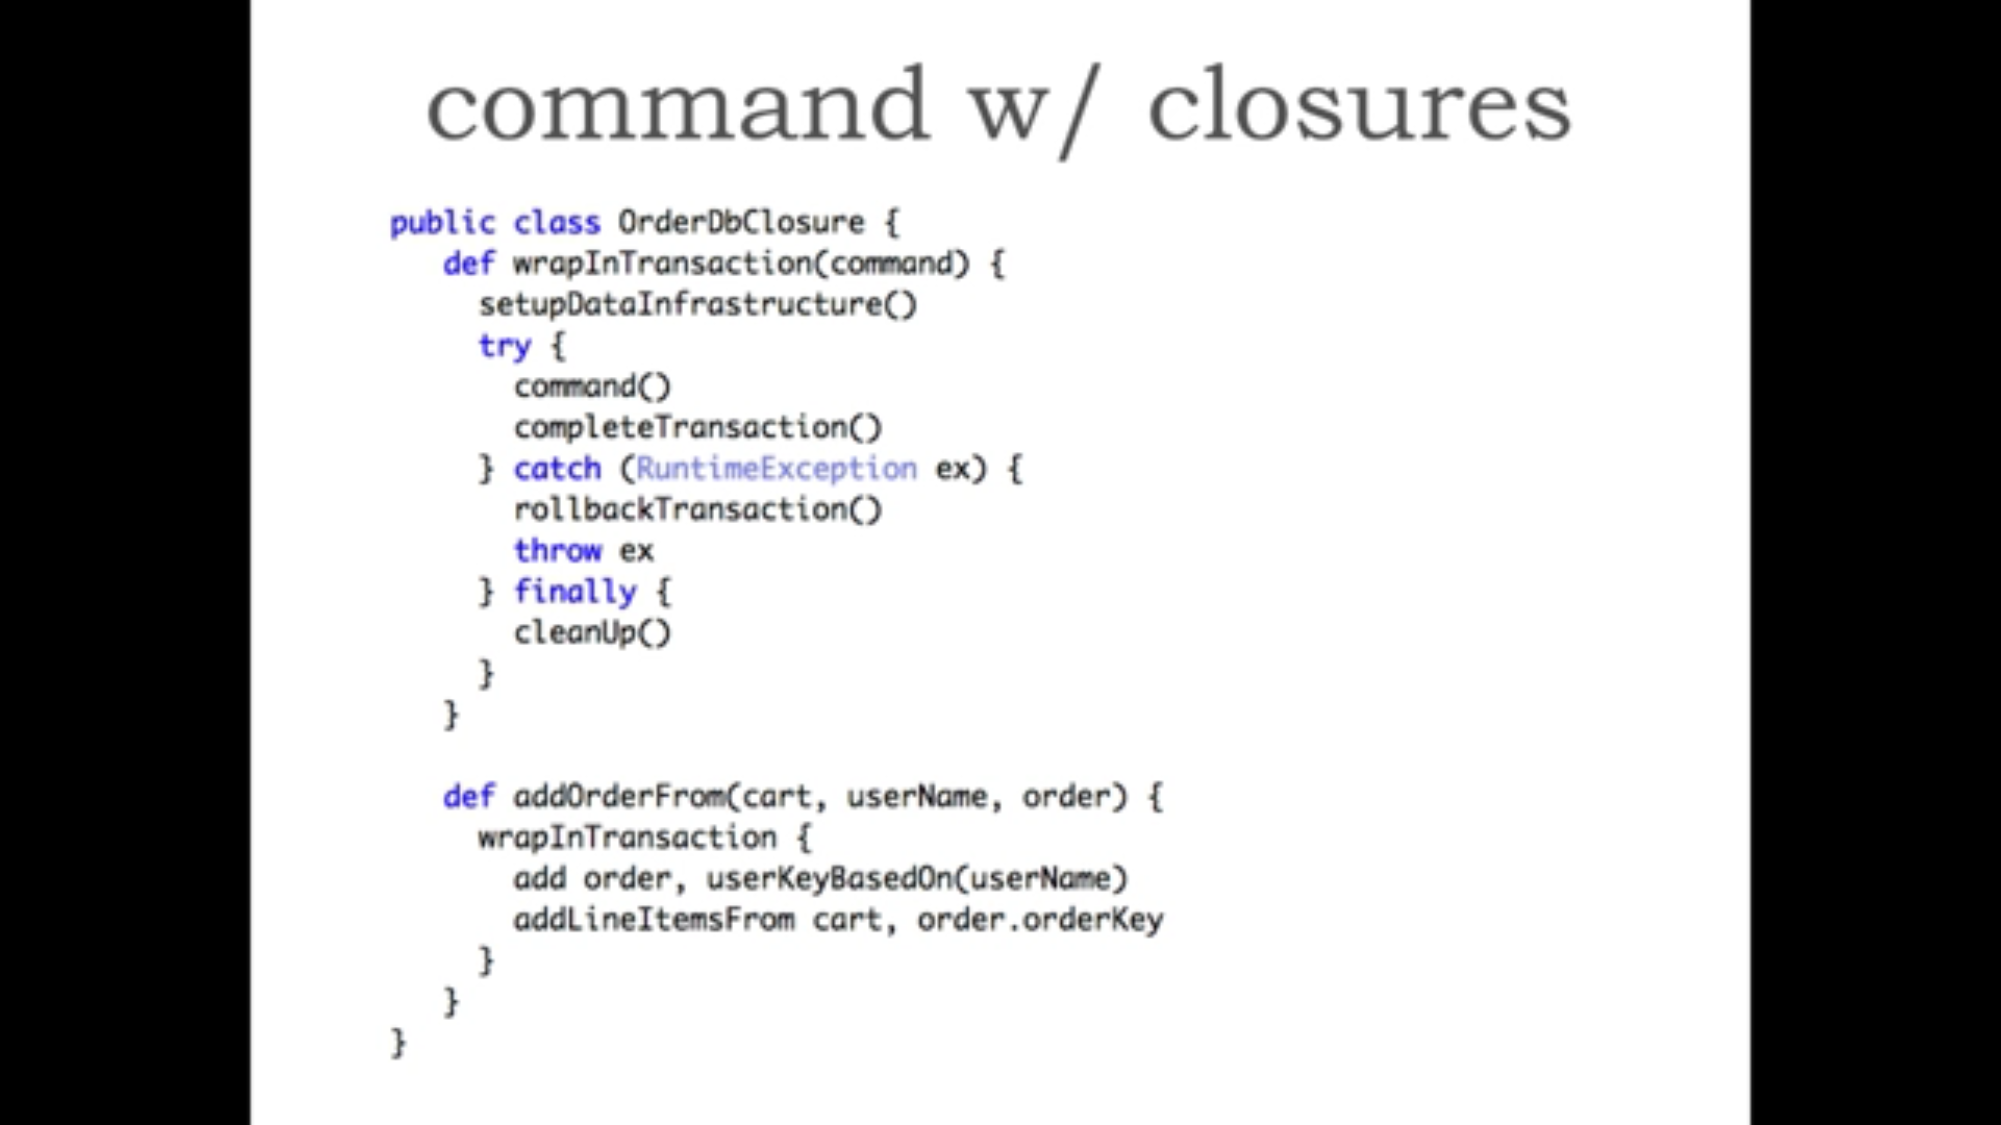 command w/ closures
public class OrderDbClosure {
def wrapInTransaction(command) {
setupDataInfrastructure()
try {
command()
completeTransaction()
} catch (RuntimeException ex) {
rollbackTransaction()
throw ex
} finally {
cleanUp()
}
}
def addOrderFrom(cart, userName, order) {
wrapInTransaction {
add order, userKeyBasedOn(userName)
addLineItemsFrom cart, order.orderKey
}
}
}